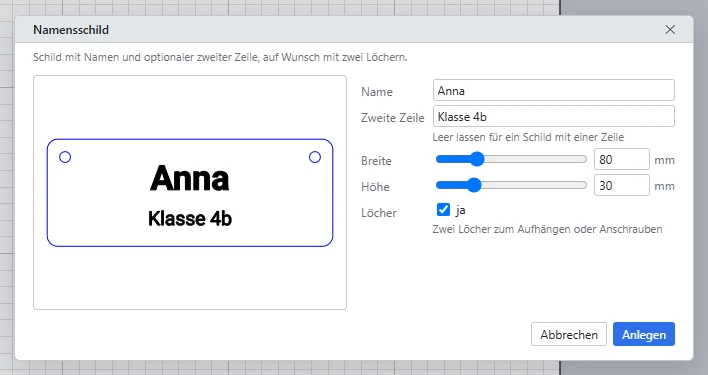 Namensschild
Schild mit Namen und optionaler zweiter Zeile, auf Wunsch mit zwei Löchern.
Anna
Klasse 4b
Name Anna
Zweite Zeile Klasse 4b
Leer lassen für ein Schild mit einer Zeile
Breite 80 mm
Höhe 30 mm
Löcher ja
Zwei Löcher zum Aufhängen oder Anschrauben
Abbrechen Anlegen